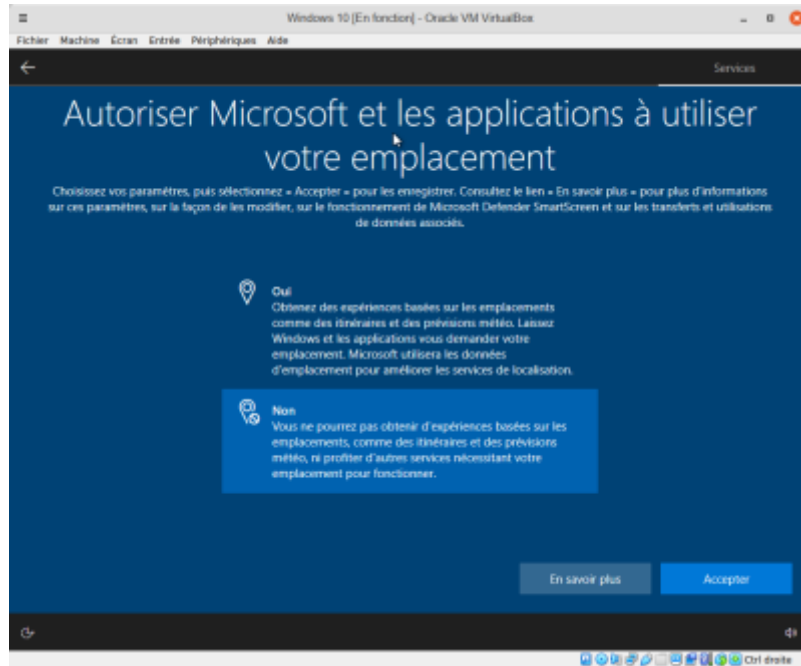 Windows 10 [En fonction] - Oracle VM VirtualBox
Fichier Machine Écran Entrée Périphériques Aide
Services
Autoriser Microsoft et les applications à utiliser
votre emplacement
Choisissez vos paramètres, puis sélectionnez « Accepter » pour les enregistrer. Consultez le lien « En savoir plus » pour plus d'informations
sur ces paramètres, sur la façon de les modifier, sur le fonctionnement de Microsoft Defender SmartScreen et sur les transferts et utilisations
de données associés.
Oui
Obtenez des expériences basées sur les emplacements
comme des itinéraires et des prévisions météo. Laissez
Windows et les applications vous demander votre
emplacement. Microsoft utilisera les données
d'emplacement pour améliorer les services de localisation.
Non
Vous ne pourrez pas obtenir d'expériences basées sur les
emplacements, comme des itinéraires et des prévisions
météo, ni profiter d'autres services nécessitant votre
emplacement pour fonctionner.
En savoir plus
Accepter
Ctrl droite